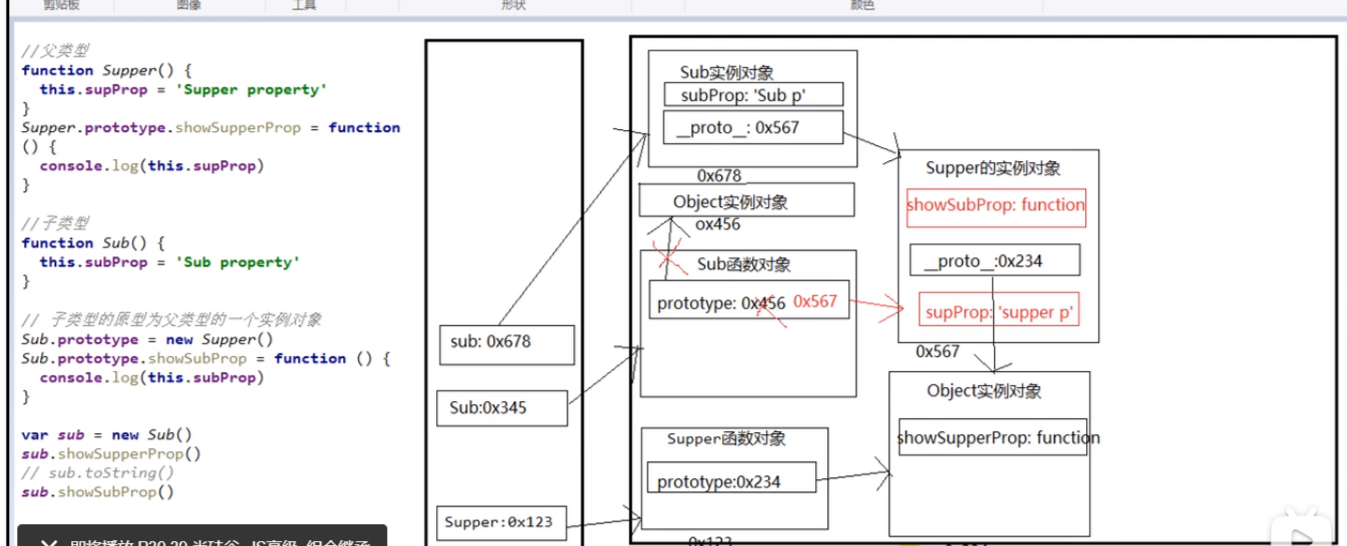 剪贴板
图像
工具
形状
颜色
//父类型
function Supper() {
this.supProp = 'Supper property'
}
Supper.prototype.showSupperProp = function
() {
console.log(this.supProp)
}
//子类型
function Sub() {
this.subProp = 'Sub property'
}
// 子类型的原型为父类型的一个实例对象
Sub.prototype = new Supper()
Sub.prototype.showSubProp = function () {
console.log(this.subProp)
}
var sub = new Sub()
sub.showSupperProp()
// sub.toString()
sub.showSubProp()
sub: 0x678
Sub:0x345
Supper:0x123
Sub实例对象
subProp: 'Sub p'
__proto__: 0x567
0x678
Object实例对象
ox456
Sub函数对象
prototype: 0x456 0x567
Supper函数对象
prototype:0x234
0x123
Supper的实例对象
showSubProp: function
__proto__:0x234
supProp: 'supper p'
0x567
Object实例对象
showSupperProp: function